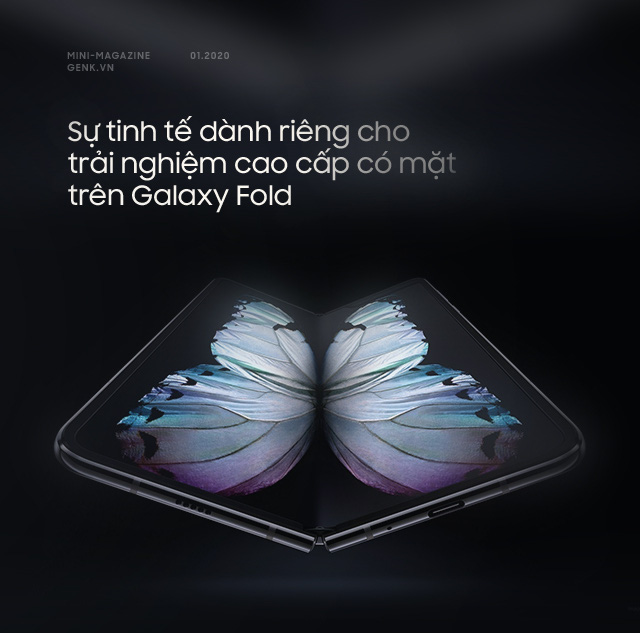 MINI-MAGAZINE 01.2020
GENK.VN
Sự tinh tế dành riêng cho
trải nghiệm cao cấp có mặt
trên Galaxy Fold